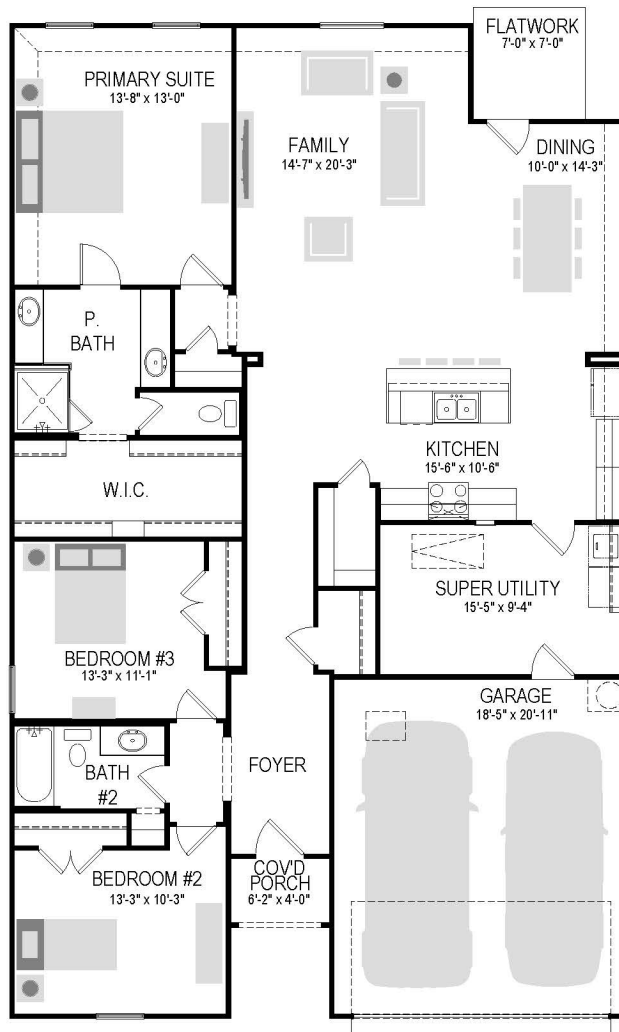 FLATWORK
7'-0" x 7'-0"
PRIMARY SUITE
13'-8" x 13'-0"
FAMILY
14'-7" x 20'-3"
DINING
10'-0" x 14'-3"
P.
BATH
KITCHEN
15'-6" x 10'-6"
W.I.C.
SUPER UTILITY
15'-5" x 9'-4"
BEDROOM #3
13'-3" x 11'-1"
GARAGE
18'-5" x 20'-11"
BATH
#2
FOYER
COV'D
PORCH
6'-2" x 4'-0"
BEDROOM #2
13'-3" x 10'-3"